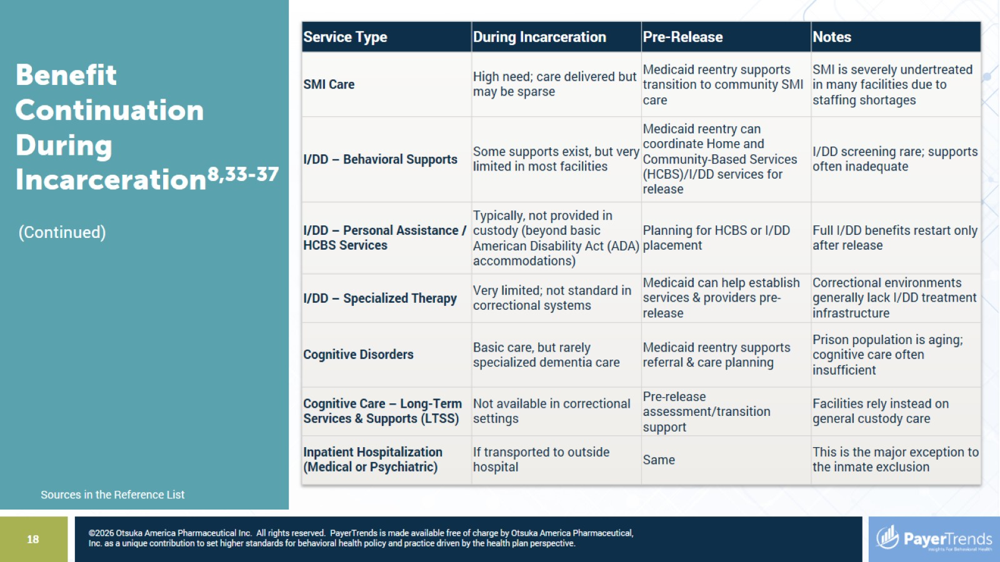 Benefit
Continuation
During
Incarceration8,33-37
(Continued)
Sources in the Reference List
Service Type
During Incarceration
Pre-Release
Notes
SMI Care
High need; care delivered but
may be sparse
Medicaid reentry supports
transition to community SMI
care
SMI is severely undertreated
in many facilities due to
staffing shortages
I/DD – Behavioral Supports
Some supports exist, but very
limited in most facilities
Medicaid reentry can
coordinate Home and
Community-Based Services
(HCBS)/I/DD services for
release
I/DD screening rare; supports
often inadequate
I/DD – Personal Assistance /
HCBS Services
Typically, not provided in
custody (beyond basic
American Disability Act (ADA)
accommodations)
Planning for HCBS or I/DD
placement
Full I/DD benefits restart only
after release
I/DD – Specialized Therapy
Very limited; not standard in
correctional systems
Medicaid can help establish
services & providers pre-
release
Correctional environments
generally lack I/DD treatment
infrastructure
Cognitive Disorders
Basic care, but rarely
specialized dementia care
Medicaid reentry supports
referral & care planning
Prison population is aging;
cognitive care often
insufficient
Cognitive Care – Long-Term
Services & Supports (LTSS)
Not available in correctional
settings
Pre-release
assessment/transition
support
Facilities rely instead on
general custody care
Inpatient Hospitalization
(Medical or Psychiatric)
If transported to outside
hospital
Same
This is the major exception to
the inmate exclusion
18
©2026 Otsuka America Pharmaceutical Inc.  All rights reserved.  PayerTrends is made available free of charge by Otsuka America Pharmaceutical,
Inc. as a unique contribution to set higher standards for behavioral health policy and practice driven by the health plan perspective.
PayerTrends
Insights For Behavioral Health